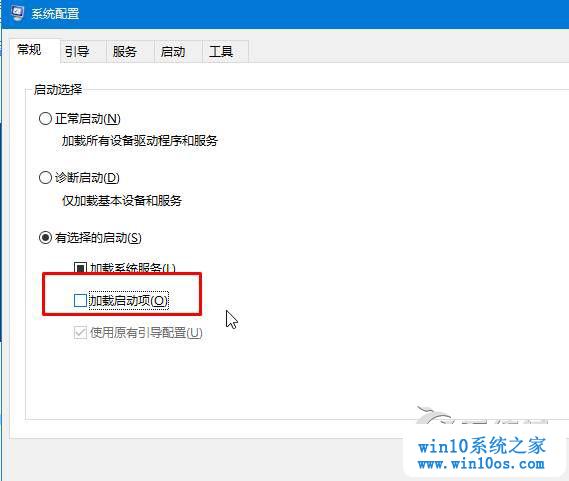 系统配置
常规 引导 服务 启动 工具
启动选择
正常启动(N)
加载所有设备驱动程序和服务
诊断启动(D)
仅加载基本设备和服务
有选择的启动(S)
加载系统服务(L)
加载启动项(O)
使用原有引导配置(U)
win10系统之家
www.win10os.com